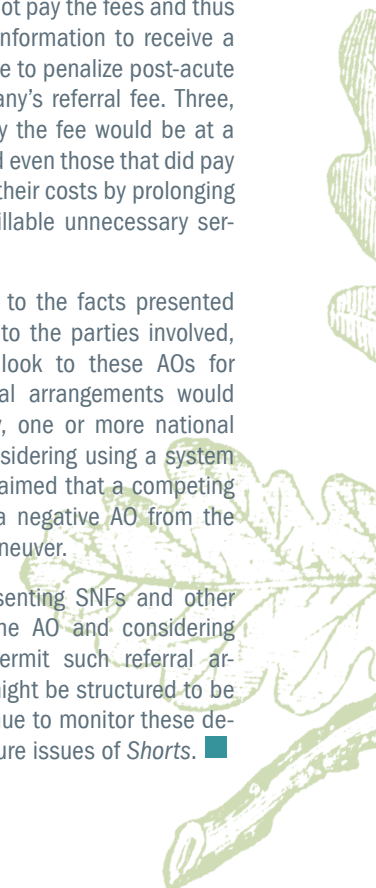 ot pay the fees and thus
nformation to receive a
e to penalize post-acute
any's referral fee. Three,
y the fee would be at a
d even those that did pay
their costs by prolonging
illable unnecessary ser-
to the facts presented
to the parties involved,
look to these AOs for
al arrangements would
, one or more national
sidering using a system
aimed that a competing
a negative AO from the
neuver.
senting SNFs and other
ne AO and considering
ermit such referral ar-
might be structured to be
nue to monitor these de-
ure issues of Shorts.